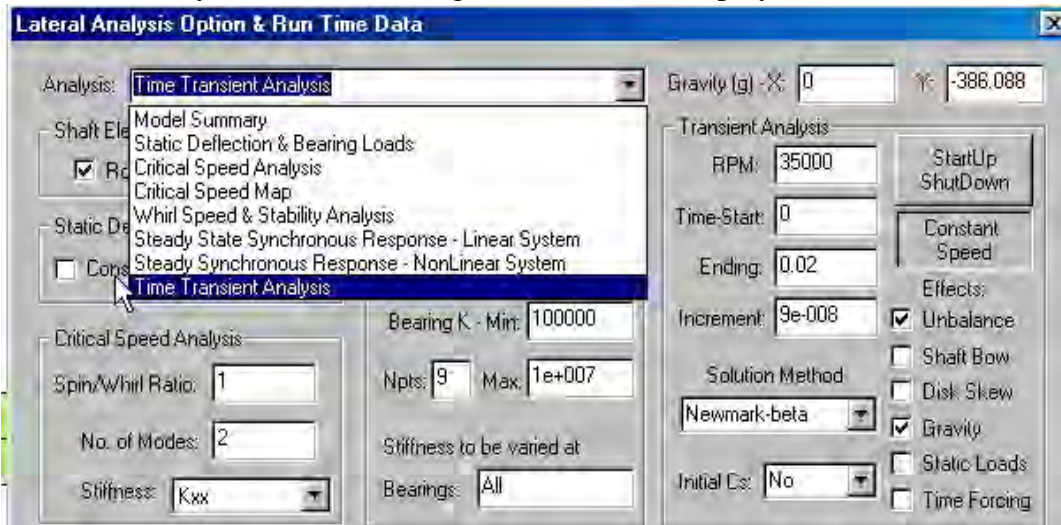 Lateral Analysis Option & Run Time Data
Analysis: Time Transient Analysis
Gravity (g) -X: 0 Y: -386.088
Model Summary
Static Deflection & Bearing Loads
Critical Speed Analysis
Critical Speed Map
Whirl Speed & Stability Analysis
Steady State Synchronous Response - Linear System
Steady Synchronous Response - NonLinear System
Time Transient Analysis
Shaft Ele
Static De
Cons
Critical Speed Analysis
Spin/Whirl Ratio: 1
No. of Modes: 2
Stiffness: Kxx
Bearing K - Min: 100000
Npts: 9 Max: 1e+007
Stiffness to be varied at
Bearings: All
Transient Analysis
RPM: 35000
Time-Start: 0
Ending: 0.02
Increment: 9e-008
Solution Method
Newmark-beta
Initial Cs: No
StartUp
ShutDown
Constant
Speed
Effects:
Unbalance
Shaft Bow
Disk Skew
Gravity
Static Loads
Time Forcing